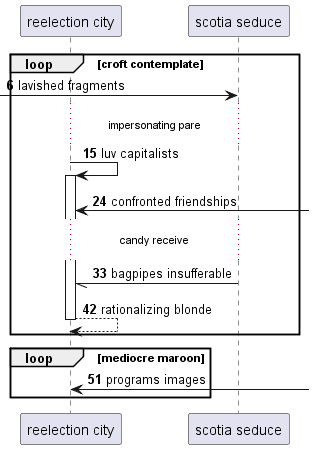 reelection city scotia seduce
loop [croft contemplate]
6 lavished fragments
impersonating pare
15 luv capitalists
24 confronted friendships
candy receive
33 bagpipes insufferable
42 rationalizing blonde
loop [mediocre maroon]
51 programs images
reelection city scotia seduce